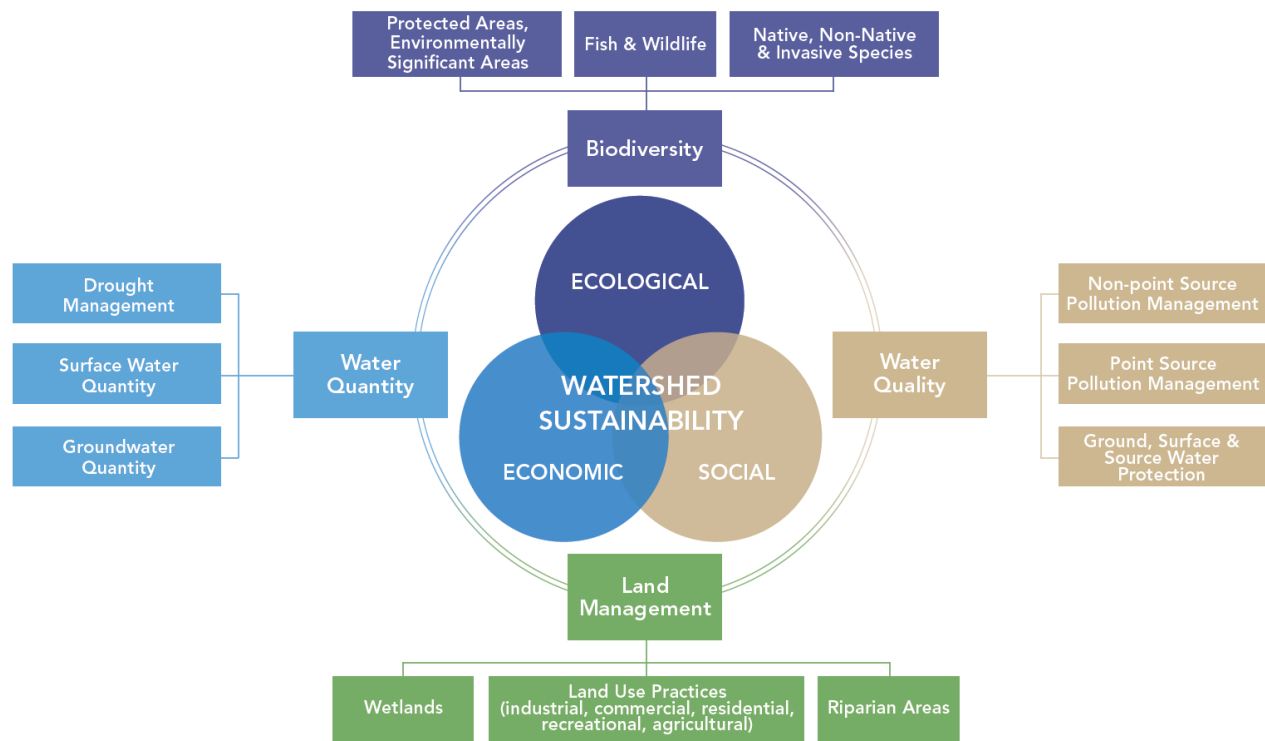 Protected Areas,
Environmentally
Significant Areas
Fish & Wildlife
Native, Non-Native
& Invasive Species
Biodiversity
ECOLOGICAL
Drought
Management
Surface Water
Quantity
Groundwater
Quantity
Water
Quantity
WATERSHED
SUSTAINABILITY
ECONOMIC
SOCIAL
Water
Quality
Non-point Source
Pollution Management
Point Source
Pollution Management
Ground, Surface &
Source Water
Protection
Land
Management
Wetlands
Land Use Practices
(industrial, commercial, residential,
recreational, agricultural)
Riparian Areas